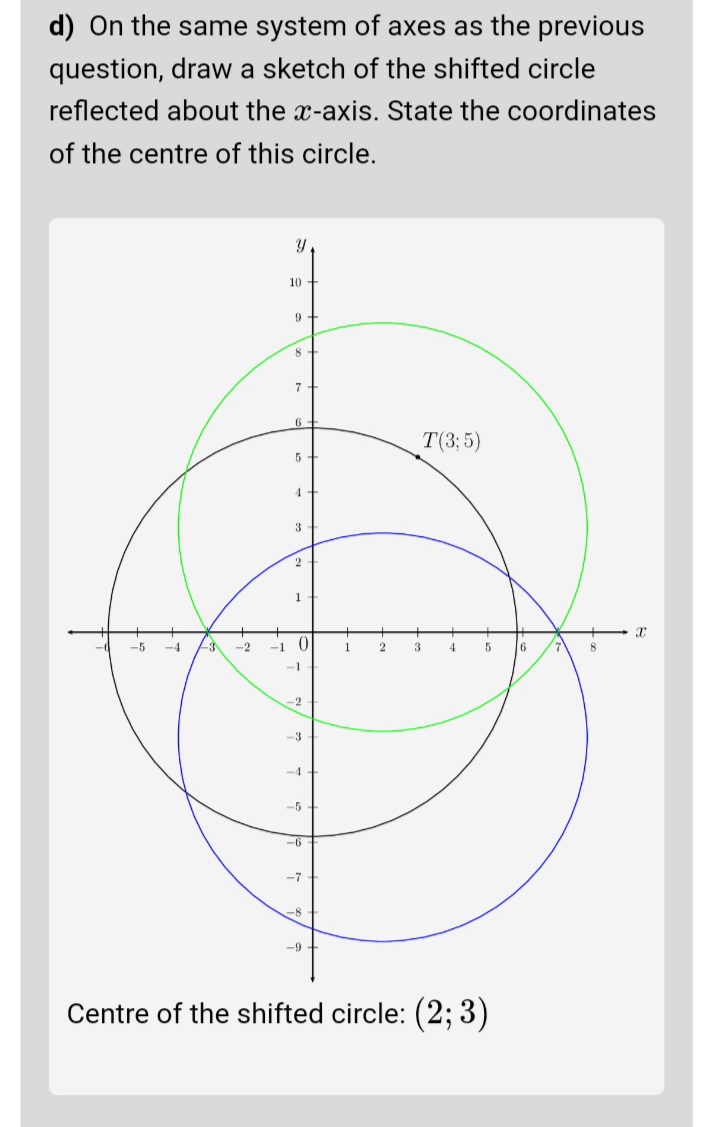 d) On the same system of axes as the previous
question, draw a sketch of the shifted circle
reflected about the x-axis. State the coordinates
of the centre of this circle.
y
10
9
8
7
6
T(3; 5)
5
4
3
2
1
x
−6 −5 −4 −3 −2 −1 0 1 2 3 4 5 6 7 8
−1
−2
−3
−4
−5
−6
−7
−8
−9
Centre of the shifted circle: (2; 3)